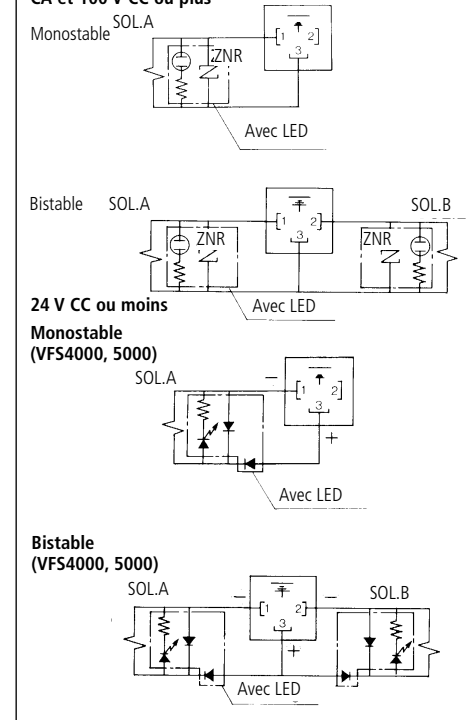 CA et 100 V CC ou plus
Monostable SOL.A
1 2
3
ZNR
Avec LED
Bistable SOL.A SOL.B
1 2
3
ZNR ZNR
Avec LED
24 V CC ou moins
Monostable
(VFS4000, 5000)
SOL.A
− 1 2
3
+
Avec LED
Bistable
(VFS4000, 5000)
SOL.A − − SOL.B
1 2
3
+
Avec LED